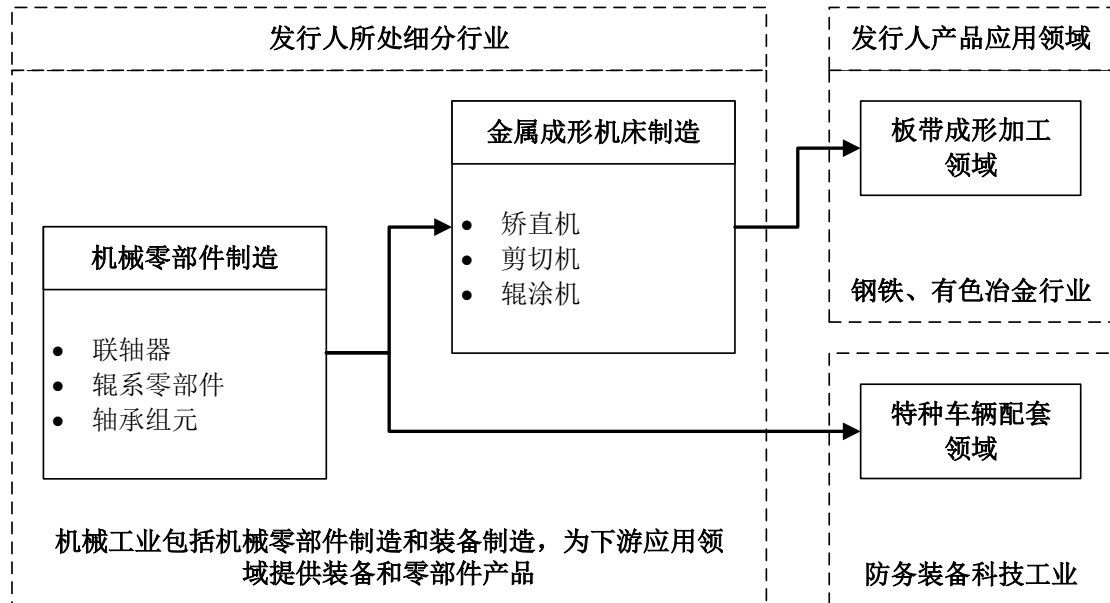 发行人所处细分行业
机械零部件制造
● 联轴器
● 辊系零部件
● 轴承组元
金属成形机床制造
● 矫直机
● 剪切机
● 辊涂机
机械工业包括机械零部件制造和装备制造，为下游应用领
域提供装备和零部件产品
发行人产品应用领域
板带成形加工
领域
钢铁、有色冶金行业
特种车辆配套
领域
防务装备科技工业